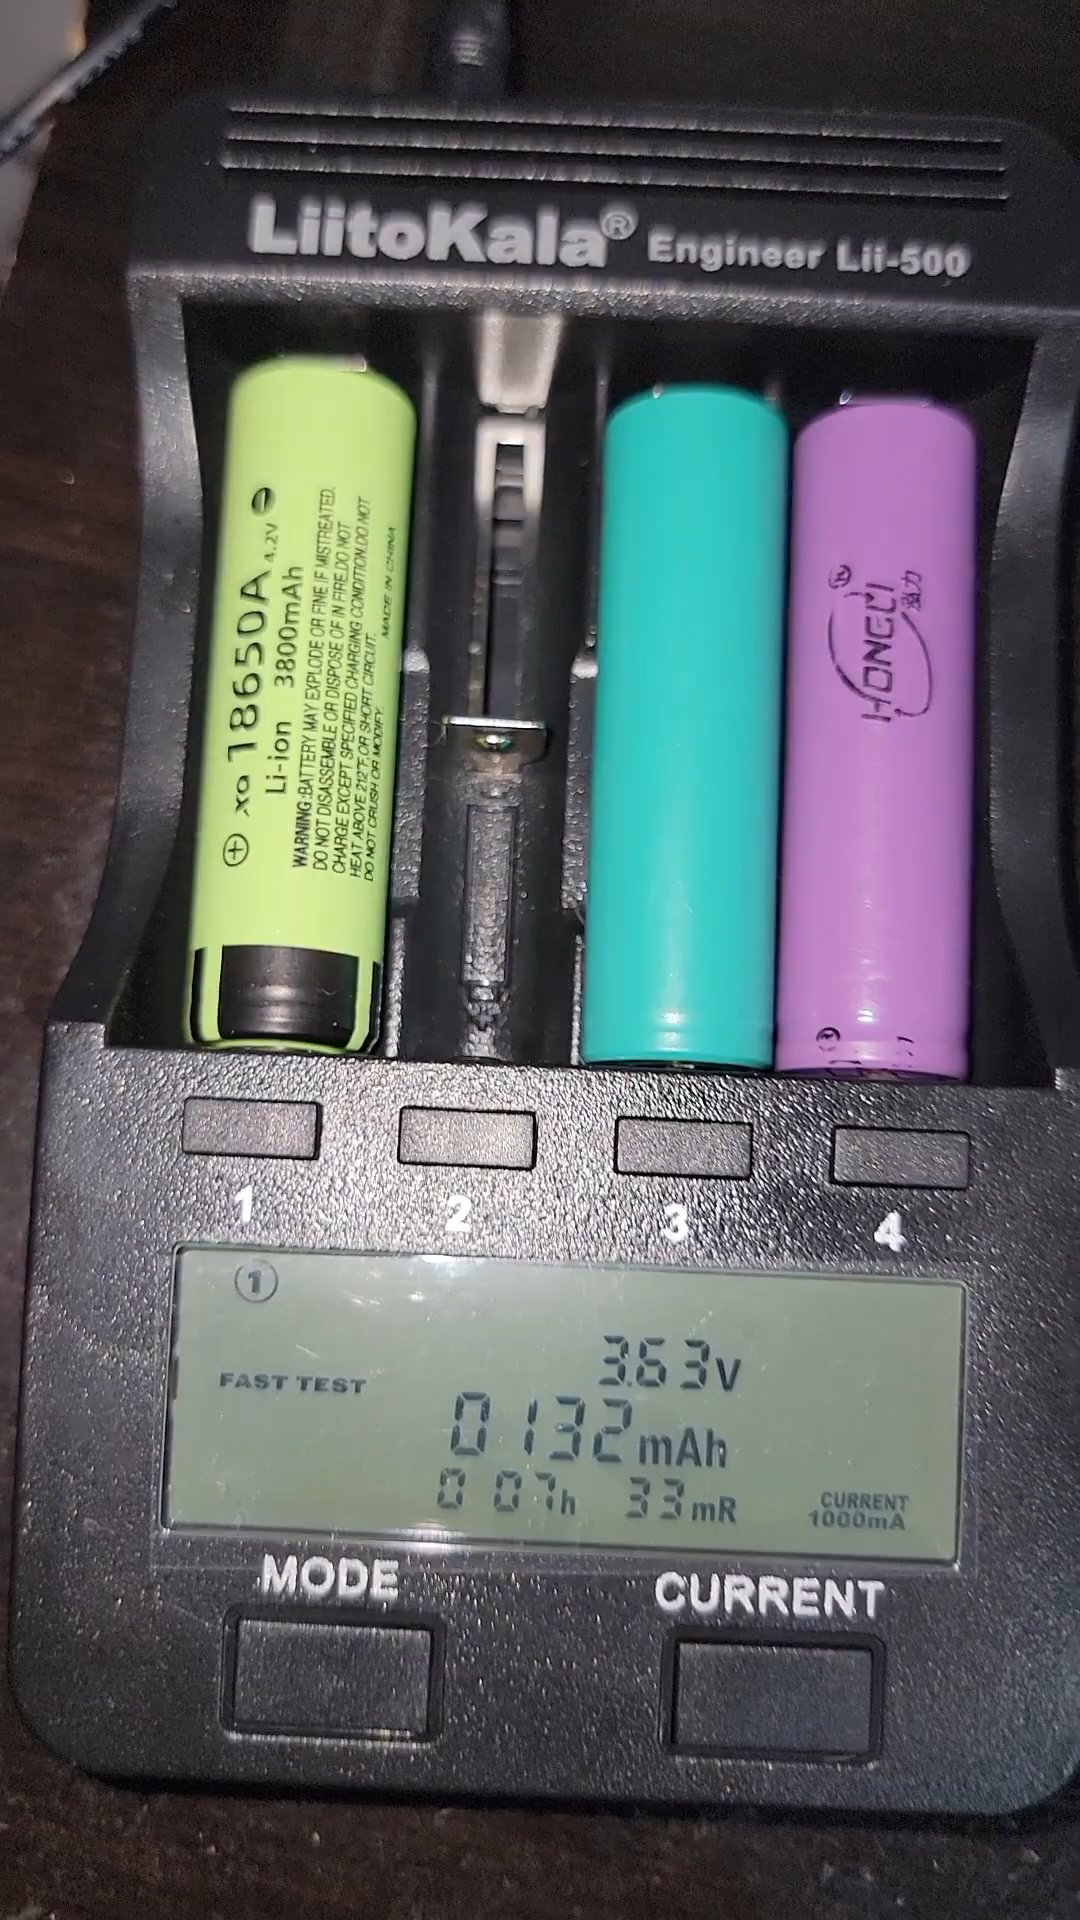 LiitoKala® Engineer Lii-500
18650A 4.2V
Li-ion 3800mAh
WARNING:BATTERY MAY EXPLODE OR FINE IF MISTREATED.
DO NOT DISASSEMBLE OR DISPOSE OF IN FIRE.DO NOT
CHARGE EXCEPT SPECIFIED CHARGING CONDITION.DO NOT
HEAT ABOVE 212°F,OR SHORT CIRCUIT.
DO NOT CRUSH OR MODIFY.
MADE IN CHINA
HONGLI
泓力
1 2 3 4
1
3.63V
FAST TEST
0132mAh
0 07h 33mR
CURRENT
1000mA
MODE CURRENT